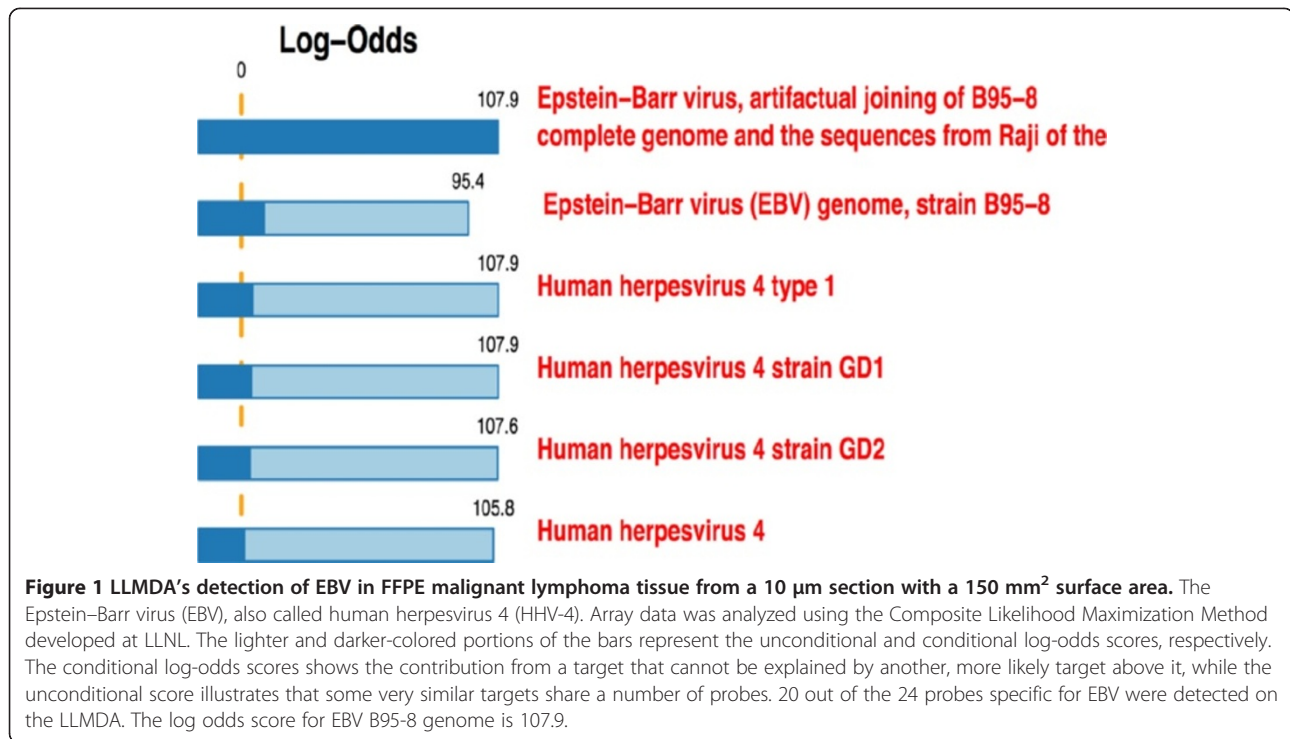 Log–Odds
0
107.9
Epstein–Barr virus, artifactual joining of B95–8
complete genome and the sequences from Raji of the
95.4
Epstein–Barr virus (EBV) genome, strain B95–8
107.9
Human herpesvirus 4 type 1
107.9
Human herpesvirus 4 strain GD1
107.6
Human herpesvirus 4 strain GD2
105.8
Human herpesvirus 4
Figure 1 LLMDA's detection of EBV in FFPE malignant lymphoma tissue from a 10 μm section with a 150 mm² surface area. The
Epstein–Barr virus (EBV), also called human herpesvirus 4 (HHV-4). Array data was analyzed using the Composite Likelihood Maximization Method
developed at LLNL. The lighter and darker-colored portions of the bars represent the unconditional and conditional log-odds scores, respectively.
The conditional log-odds scores shows the contribution from a target that cannot be explained by another, more likely target above it, while the
unconditional score illustrates that some very similar targets share a number of probes. 20 out of the 24 probes specific for EBV were detected on
the LLMDA. The log odds score for EBV B95-8 genome is 107.9.